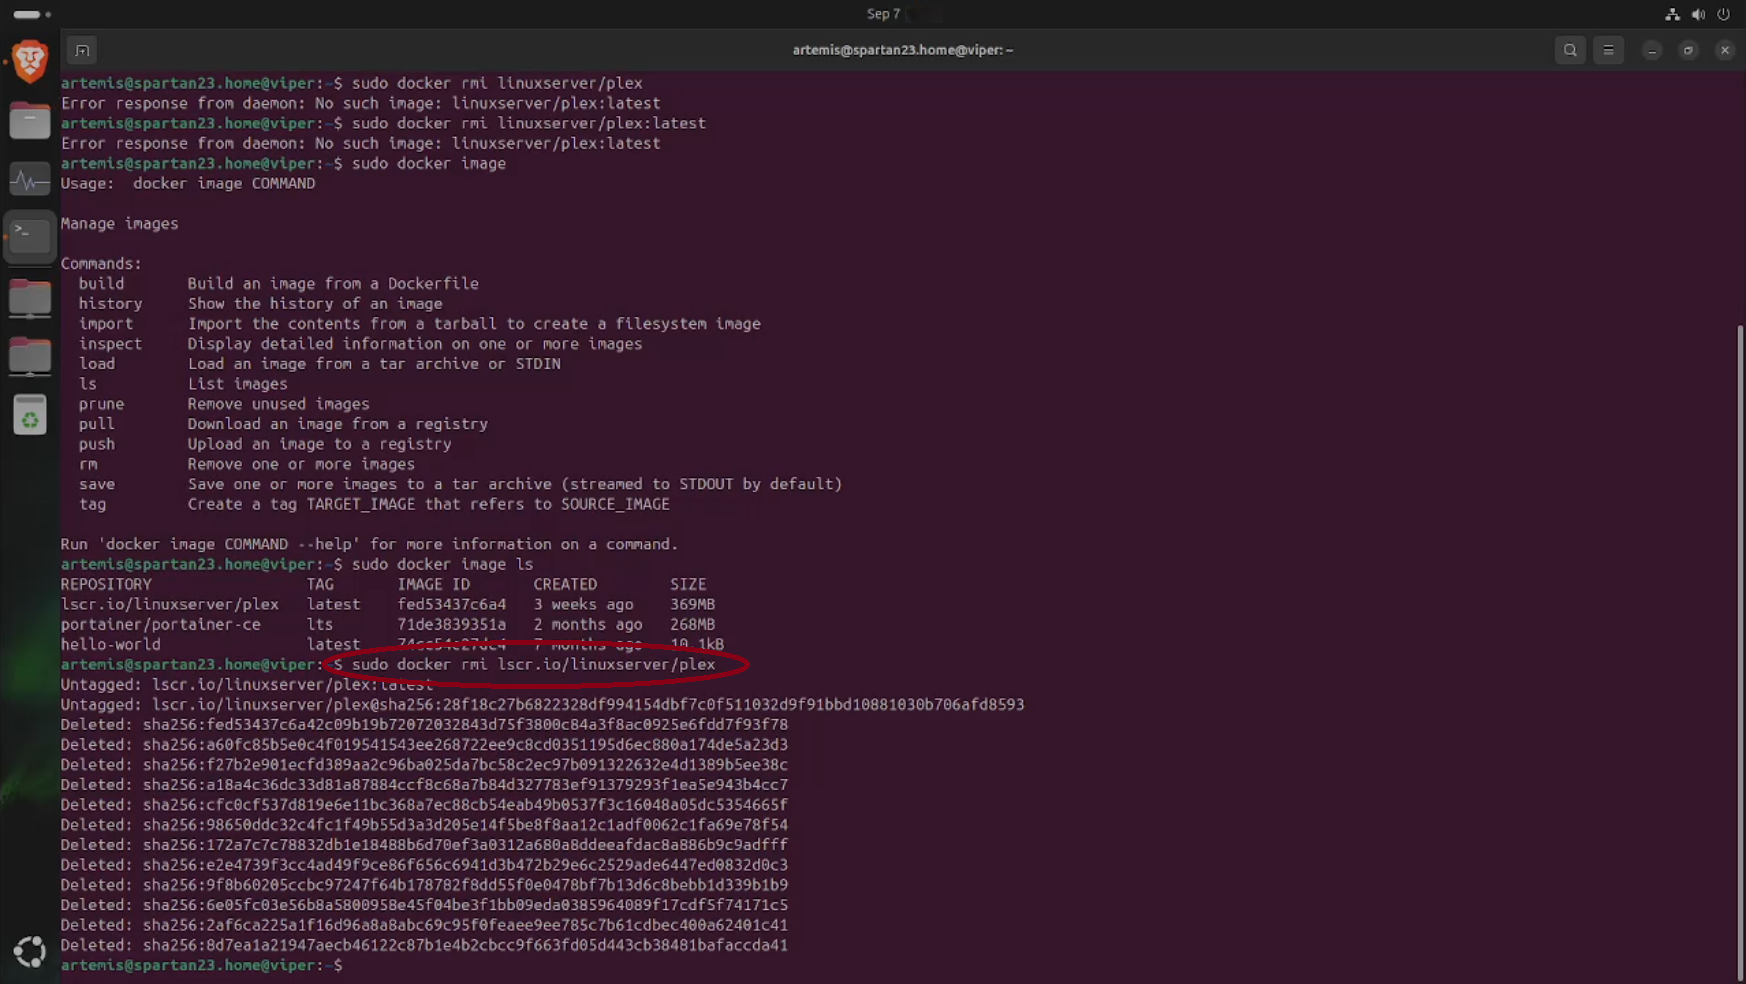 Sep 7
artemis@spartan23.home@viper: ~
artemis@spartan23.home@viper:~$ sudo docker rmi linuxserver/plex
Error response from daemon: No such image: linuxserver/plex:latest
artemis@spartan23.home@viper:~$ sudo docker rmi linuxserver/plex:latest
Error response from daemon: No such image: linuxserver/plex:latest
artemis@spartan23.home@viper:~$ sudo docker image
Usage:  docker image COMMAND
Manage images
Commands:
build       Build an image from a Dockerfile
history     Show the history of an image
import      Import the contents from a tarball to create a filesystem image
inspect     Display detailed information on one or more images
load        Load an image from a tar archive or STDIN
ls          List images
prune       Remove unused images
pull        Download an image from a registry
push        Upload an image to a registry
rm          Remove one or more images
save        Save one or more images to a tar archive (streamed to STDOUT by default)
tag         Create a tag TARGET_IMAGE that refers to SOURCE_IMAGE
Run 'docker image COMMAND --help' for more information on a command.
artemis@spartan23.home@viper:~$ sudo docker image ls
REPOSITORY                 TAG       IMAGE ID       CREATED        SIZE
lscr.io/linuxserver/plex   latest    fed53437c6a4   3 weeks ago    369MB
portainer/portainer-ce     lts       71de3839351a   2 months ago   268MB
hello-world                latest    74cc54e27dc4   7 months ago   10.1kB
artemis@spartan23.home@viper:~$ sudo docker rmi lscr.io/linuxserver/plex
Untagged: lscr.io/linuxserver/plex:latest
Untagged: lscr.io/linuxserver/plex@sha256:28f18c27b6822328df994154dbf7c0f511032d9f91bbd10881030b706afd8593
Deleted: sha256:fed53437c6a42c09b19b72072032843d75f3800c84a3f8ac0925e6fdd7f93f78
Deleted: sha256:a60fc85b5e0c4f019541543ee268722ee9c8cd0351195d6ec880a174de5a23d3
Deleted: sha256:f27b2e901ecfd389aa2c96ba025da7bc58c2ec97b091322632e4d1389b5ee38c
Deleted: sha256:a18a4c36dc33d81a87884ccf8c68a7b84d327783ef91379293f1ea5e943b4cc7
Deleted: sha256:cfc0cf537d819e6e11bc368a7ec88cb54eab49b0537f3c16048a05dc5354665f
Deleted: sha256:98650ddc32c4fc1f49b55d3a3d205e14f5be8f8aa12c1adf0062c1fa69e78f54
Deleted: sha256:172a7c7c78832db1e18488b6d70ef3a0312a680a8ddeeafdac8a886b9c9adfff
Deleted: sha256:e2e4739f3cc4ad49f9ce86f656c6941d3b472b29e6c2529ade6447ed0832d0c3
Deleted: sha256:9f8b60205ccbc97247f64b178782f8dd55f0e0478bf7b13d6c8bebb1d339b1b9
Deleted: sha256:6e05fc03e56b8a5800958e45f04be3f1bb09eda0385964089f17cdf5f74171c5
Deleted: sha256:2af6ca225a1f16d96a8a8abc69c95f0feaee9ee785c7b61cdbec400a62401c41
Deleted: sha256:8d7ea1a21947aecb46122c87b1e4b2cbcc9f663fd05d443cb38481bafaccda41
artemis@spartan23.home@viper:~$